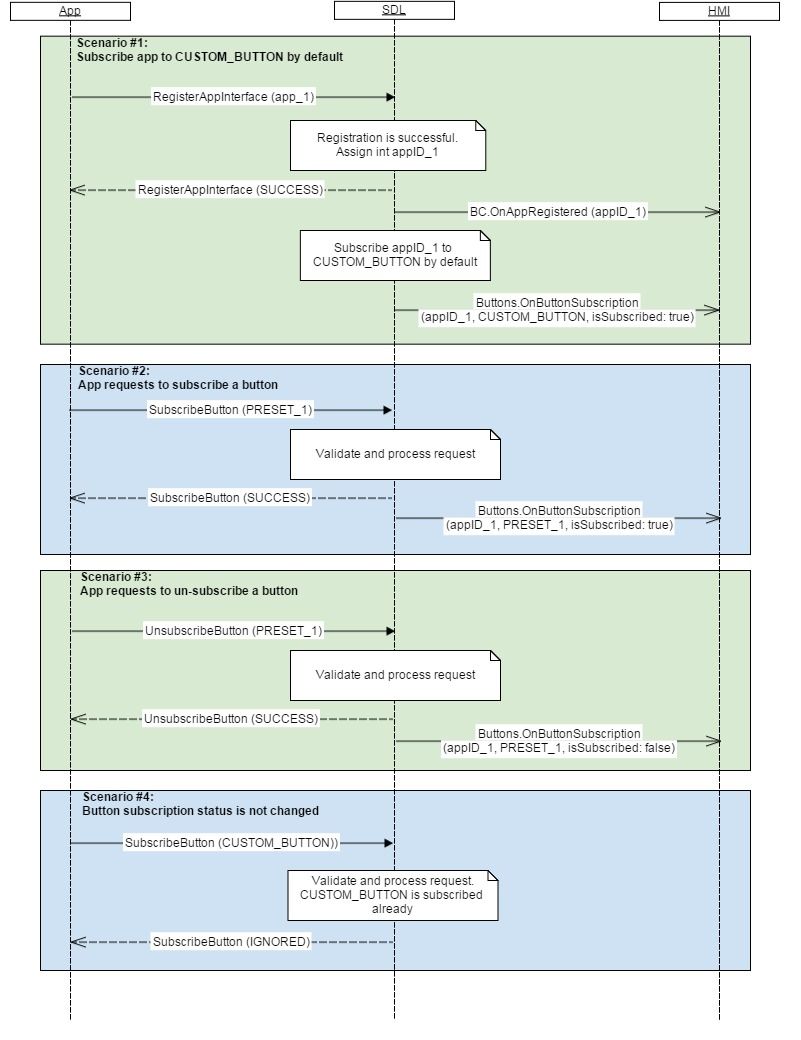 App
SDL
HMI
Scenario #1:
Subscribe app to CUSTOM_BUTTON by default
RegisterAppInterface (app_1)
Registration is successful.
Assign int appID_1
RegisterAppInterface (SUCCESS)
BC.OnAppRegistered (appID_1)
Subscribe appID_1 to
CUSTOM_BUTTON by default
Buttons.OnButtonSubscription
(appID_1, CUSTOM_BUTTON, isSubscribed: true)
Scenario #2:
App requests to subscribe a button
SubscribeButton (PRESET_1)
Validate and process request
SubscribeButton (SUCCESS)
Buttons.OnButtonSubscription
(appID_1, PRESET_1, isSubscribed: true)
Scenario #3:
App requests to un-subscribe a button
UnsubscribeButton (PRESET_1)
Validate and process request
UnsubscribeButton (SUCCESS)
Buttons.OnButtonSubscription
(appID_1, PRESET_1, isSubscribed: false)
Scenario #4:
Button subscription status is not changed
SubscribeButton (CUSTOM_BUTTON))
Validate and process request.
CUSTOM_BUTTON is subscribed
already
SubscribeButton (IGNORED)